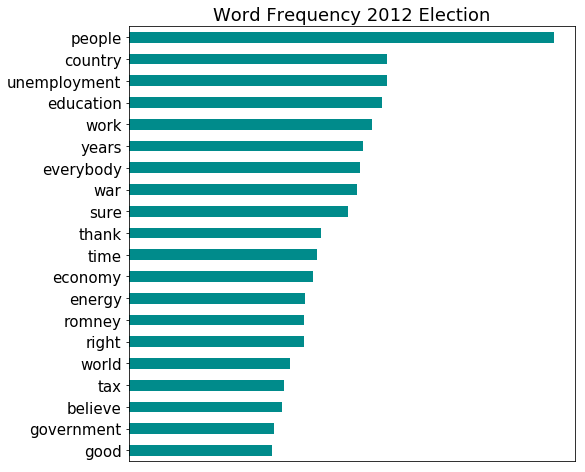 Word Frequency 2012 Election
people
country
unemployment
education
work
years
everybody
war
sure
thank
time
economy
energy
romney
right
world
tax
believe
government
good